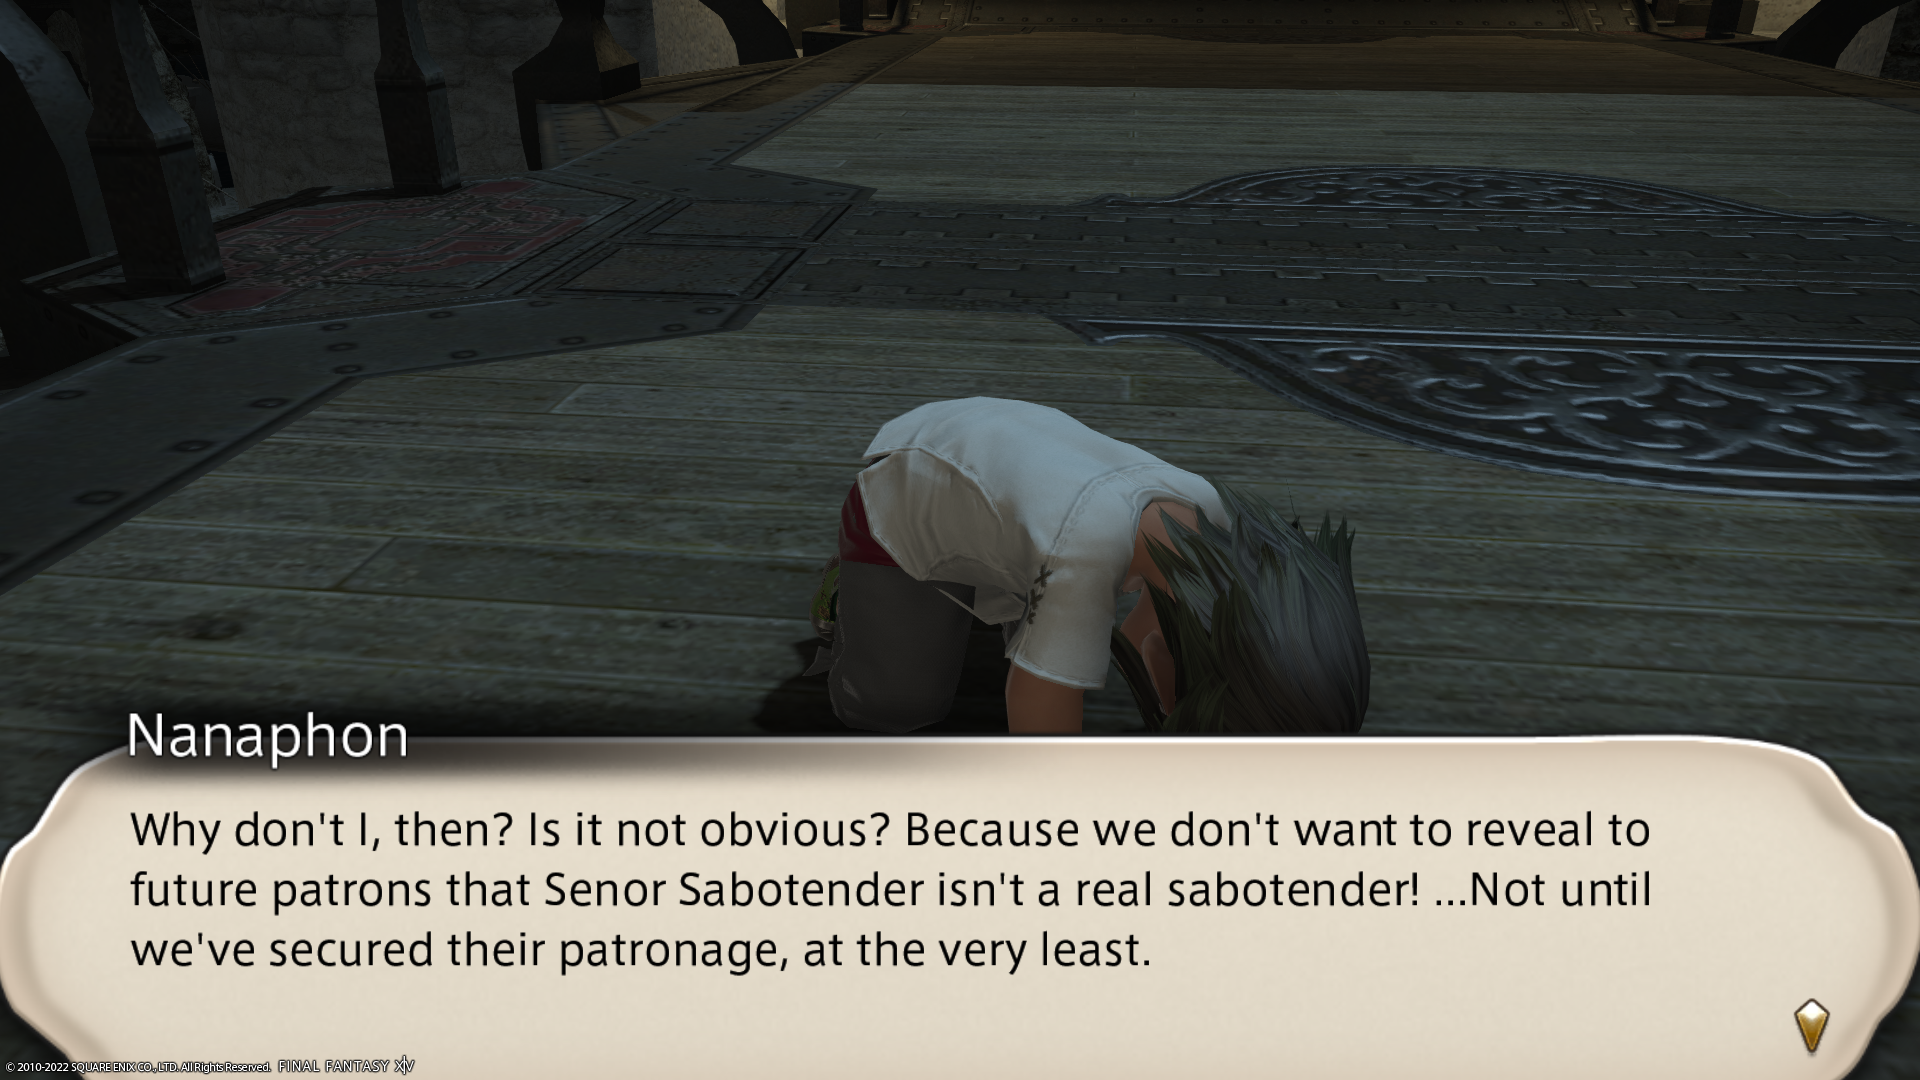 Nanaphon
Why don't I, then? Is it not obvious? Because we don't want to reveal to
future patrons that Senor Sabotender isn't a real sabotender! ...Not until
we've secured their patronage, at the very least.
© 2010-2022 SQUARE ENIX CO., LTD. All Rights Reserved. FINAL FANTASY XIV